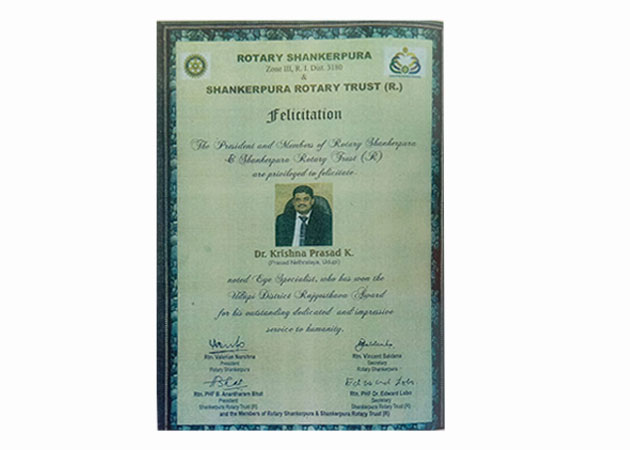 ROTARY SHANKERPURA
Zone III, R. I. Dist. 3180
&
SHANKERPURA ROTARY TRUST (R.)
Felicitation
The President and Members of Rotary Shankerpura
& Shankerpura Rotary Trust (R)
are privileged to felicitate
Dr. Krishna Prasad K.
(Prasad Nethralaya, Udupi)
noted Eye Specialist, who has won the
Udupi District Rajyothsava Award
for his outstanding dedicated and impressive
service to humanity.
Rtn. Valerian Noronha
President
Rotary Shankerpura
Rtn. Vincent Saldana
Secretary
Rotary Shankerpura
Bhat
Rtn. PHF B. Anantharam Bhat
President
Shankerpura Rotary Trust (R)
Edward Lobo
Rtn. PHF Dr. Edward Lobo
Secretary
Shankerpura Rotary Trust (R)
and the Members of Rotary Shankerpura & Shankerpura Rotary Trust (R)